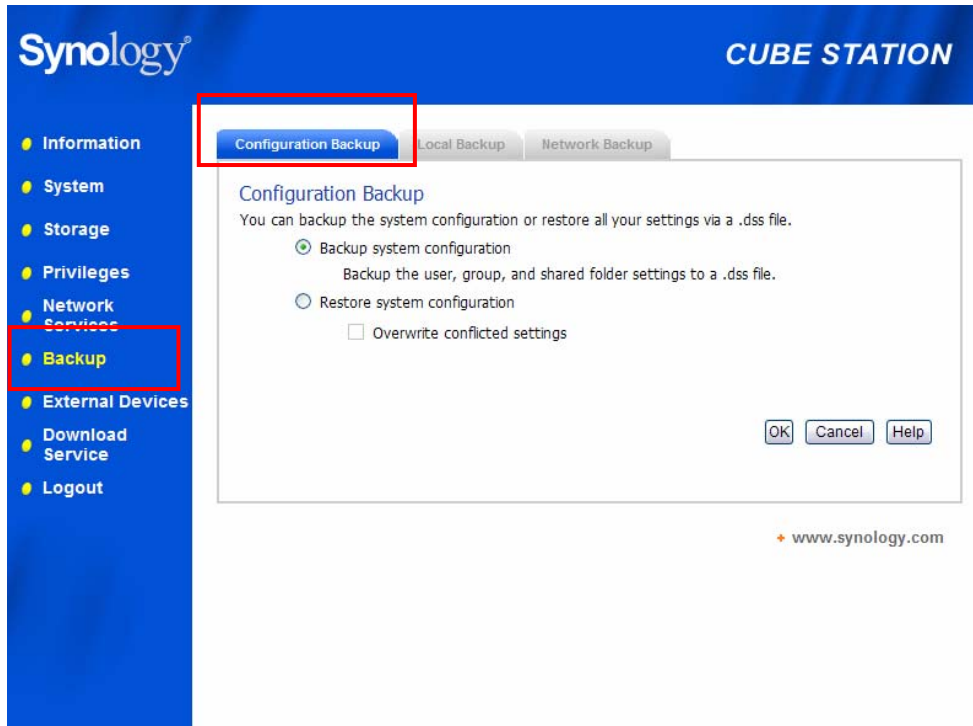 Synology®
CUBE STATION
Information
System
Storage
Privileges
Network
Services
Backup
External Devices
Download
Service
Logout
Configuration Backup
Local Backup
Network Backup
Configuration Backup
You can backup the system configuration or restore all your settings via a .dss file.
Backup system configuration
Backup the user, group, and shared folder settings to a .dss file.
Restore system configuration
Overwrite conflicted settings
OK
Cancel
Help
www.synology.com